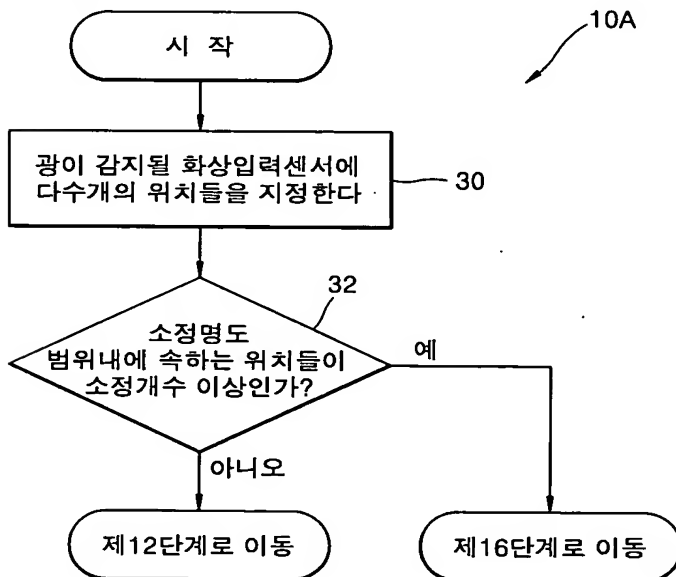 시 작
10A
광이 감지될 화상입력센서에
다수개의 위치들을 지정한다
30
32
소정명도
범위내에 속하는 위치들이
소정개수 이상인가?
예
아니오
제12단계로 이동
제16단계로 이동